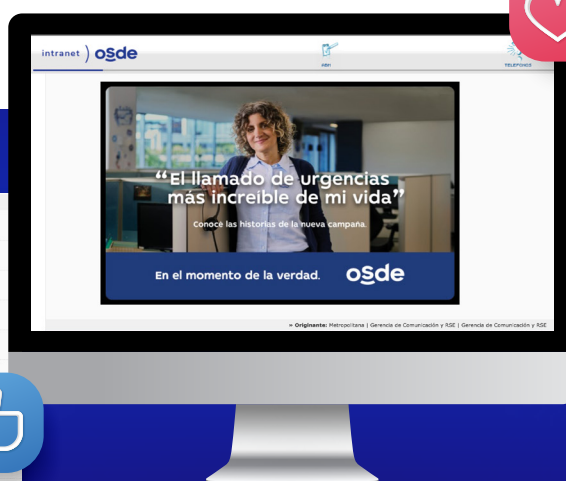 intranet ) osde
RBH
TELEFONOS
“El llamado de urgencias
más increíble de mi vida”
Conocé las historias de la nueva campaña.
En el momento de la verdad. osde
» Originante: Metropolitana | Gerencia de Comunicación y RSE | Gerencia de Comunicación y RSE